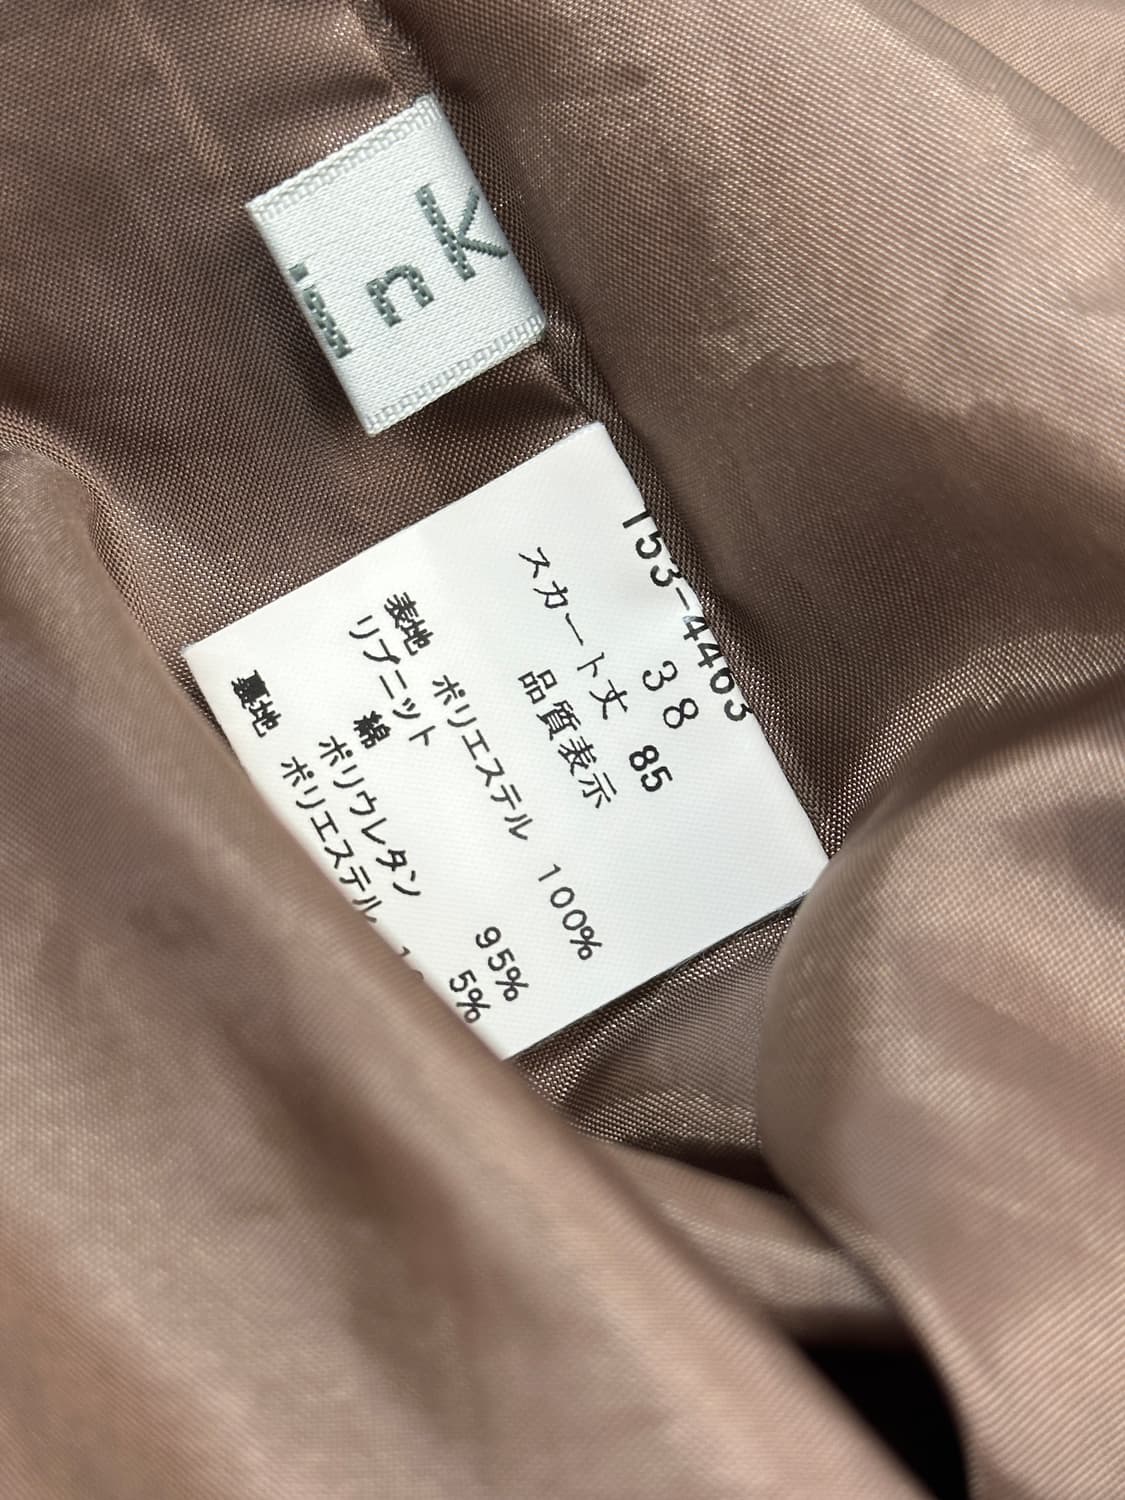 ink
153-4463
38
スカート丈 85
品質表示
表地 ポリエステル 100%
リブニット
綿 95%
ポリウレタン 5%
裏地 ポリエステル